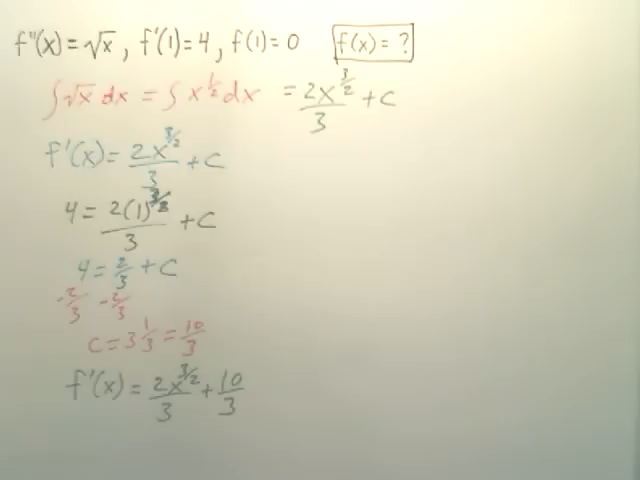 f''(x) = √x, f'(1) = 4, f(1) = 0 f(x) = ?
∫√x dx = ∫ x^(1/2) dx = 2x^(3/2)/3 + C
f'(x) = 2x^(3/2)/3 + C
4 = 2(1)^(3/2)/3 + C
4 = 2/3 + C
-2/3 -2/3
C = 3 1/3 = 10/3
f'(x) = 2x^(3/2)/3 + 10/3